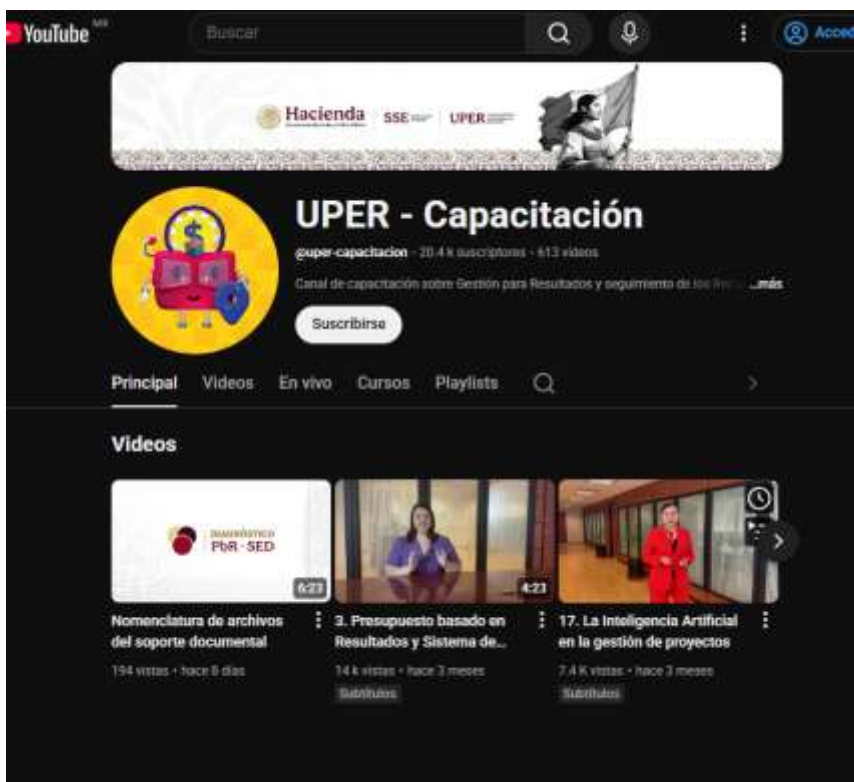 YouTube MX
Buscar
Acced
Hacienda SSE UPER
UPER - Capacitación
@uper-capacitacion - 20.4 k suscriptores - 613 videos
Canal de capacitación sobre Gestión para Resultados y seguimiento de los ...más
Suscribirse
Principal Videos En vivo Cursos Playlists
Videos
DIAGNÓSTICO
PbR - SED
6:23
4:23
Nomenclatura de archivos
del soporte documental
194 vistas • hace 8 días
3. Presupuesto basado en
Resultados y Sistema de...
14 k vistas • hace 3 meses
Subtítulos
17. La Inteligencia Artificial
en la gestión de proyectos
7.4 K vistas • hace 3 meses
Subtítulos